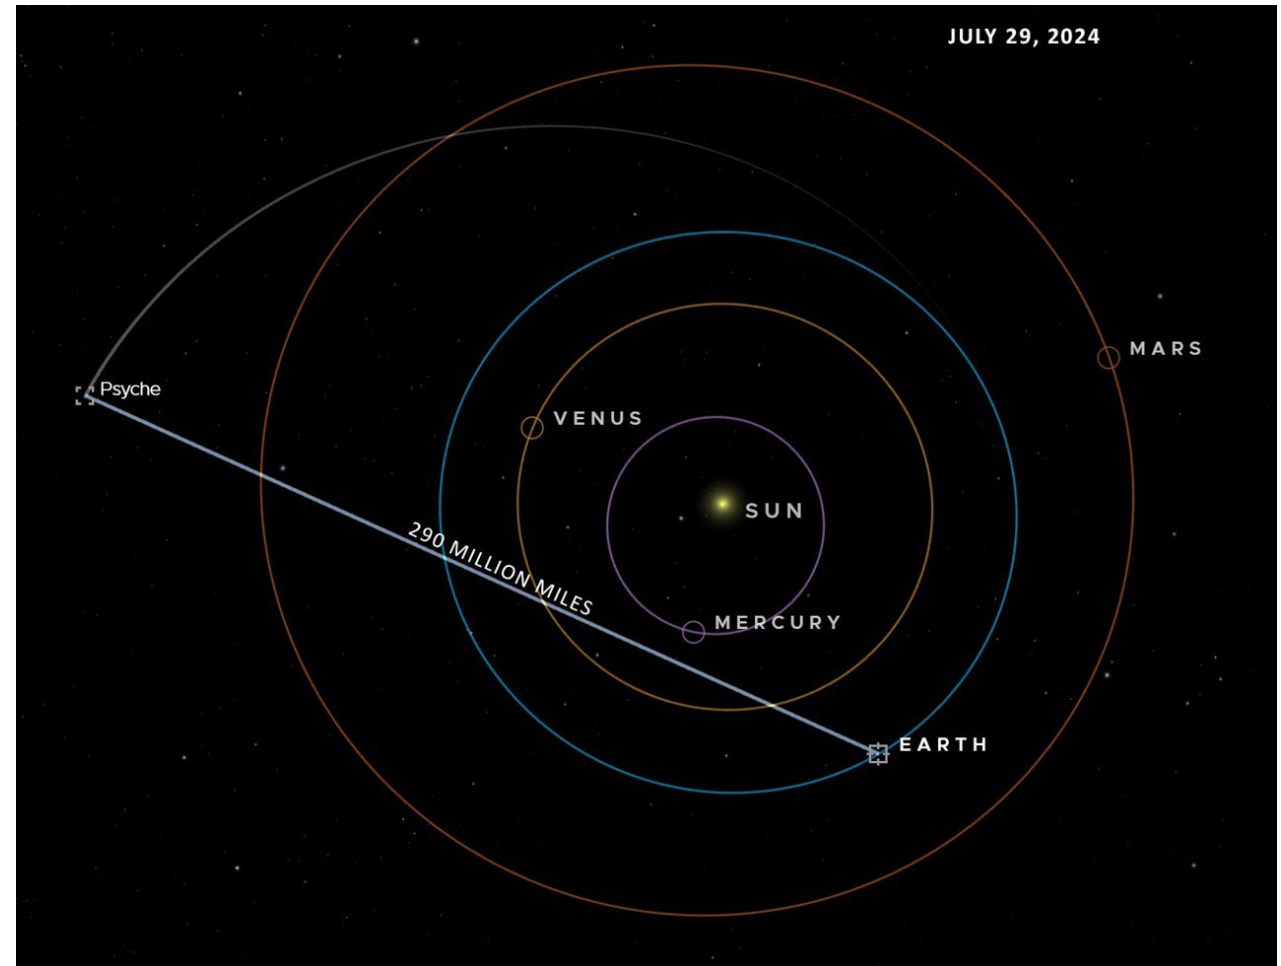 JULY 29, 2024
MARS
Psyche
VENUS
SUN
290 MILLION MILES
MERCURY
EARTH